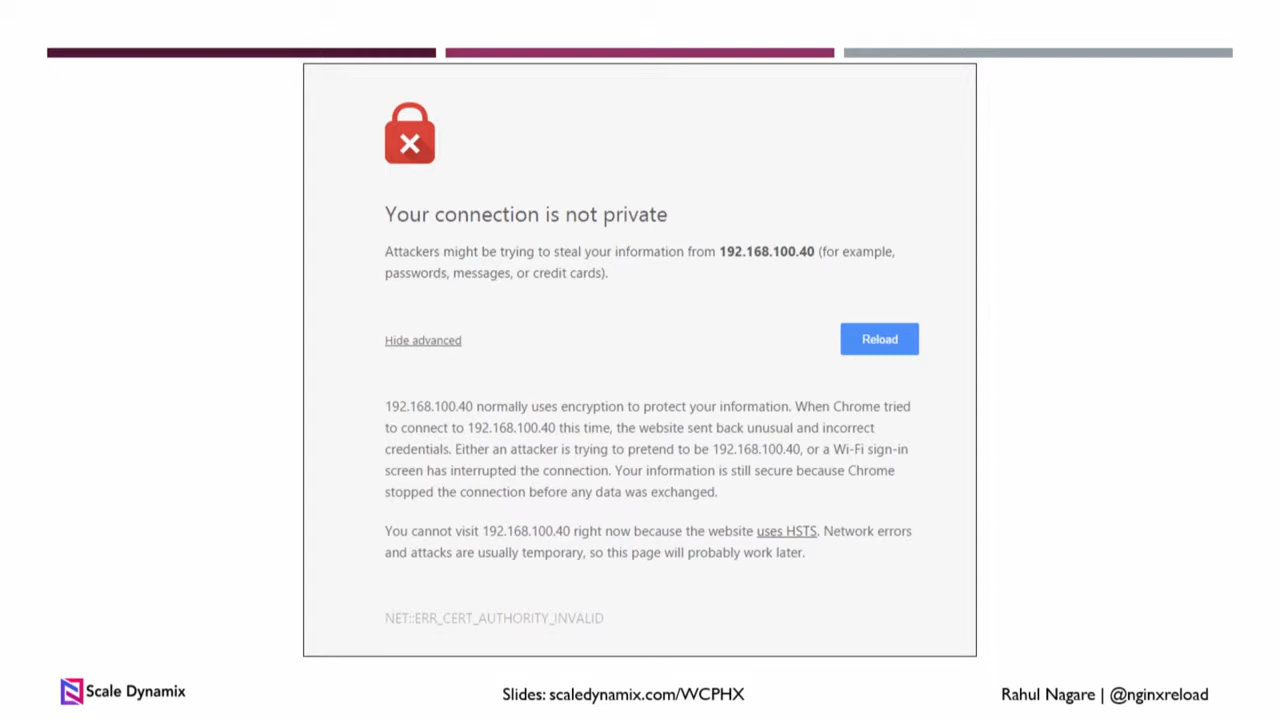 Your connection is not private
Attackers might be trying to steal your information from 192.168.100.40 (for example,
passwords, messages, or credit cards).
Hide advanced
Reload
192.168.100.40 normally uses encryption to protect your information. When Chrome tried
to connect to 192.168.100.40 this time, the website sent back unusual and incorrect
credentials. Either an attacker is trying to pretend to be 192.168.100.40, or a Wi-Fi sign-in
screen has interrupted the connection. Your information is still secure because Chrome
stopped the connection before any data was exchanged.
You cannot visit 192.168.100.40 right now because the website uses HSTS. Network errors
and attacks are usually temporary, so this page will probably work later.
NET::ERR_CERT_AUTHORITY_INVALID
Scale Dynamix
Slides: scaledynamix.com/WCPHX
Rahul Nagare | @nginxreload